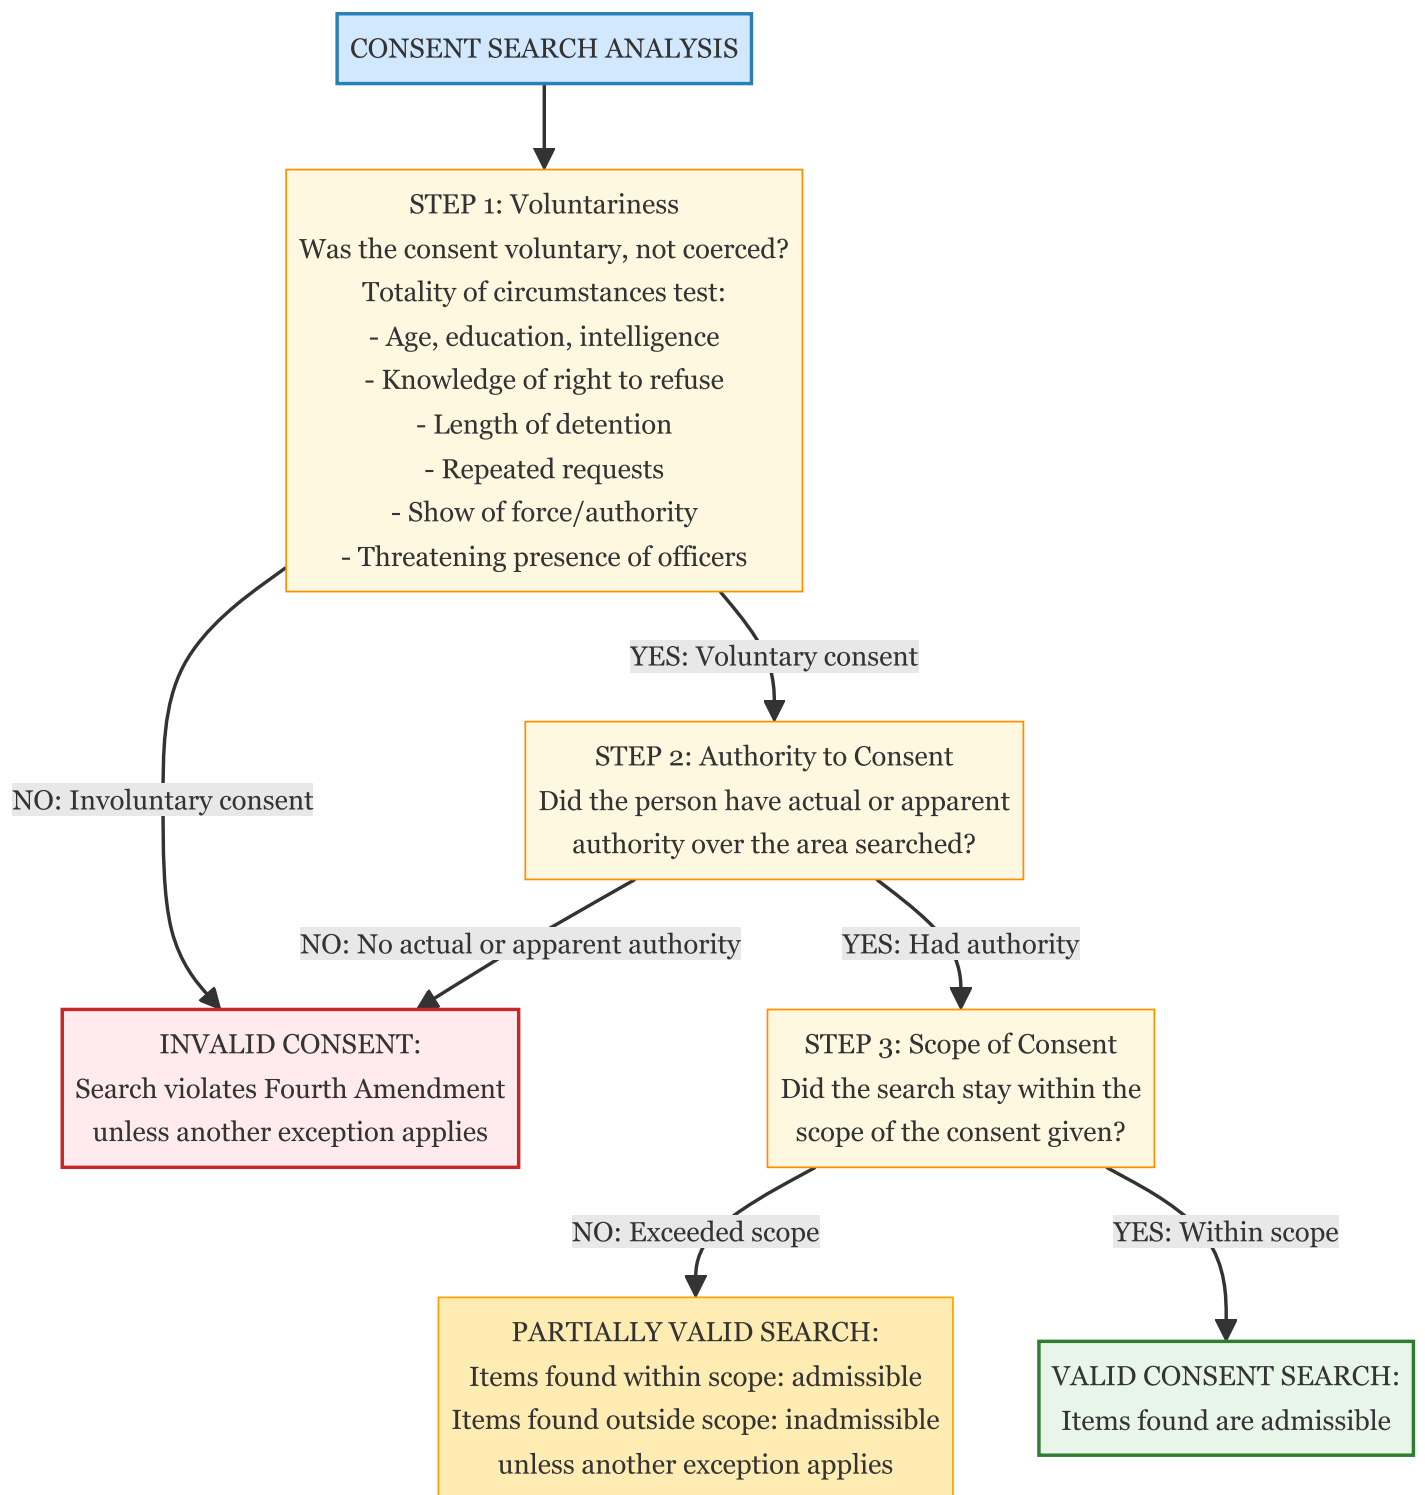 CONSENT SEARCH ANALYSIS
STEP 1: Voluntariness
Was the consent voluntary, not coerced?
Totality of circumstances test:
- Age, education, intelligence
- Knowledge of right to refuse
- Length of detention
- Repeated requests
- Show of force/authority
- Threatening presence of officers
YES: Voluntary consent
STEP 2: Authority to Consent
Did the person have actual or apparent
authority over the area searched?
NO: Involuntary consent
NO: No actual or apparent authority
YES: Had authority
INVALID CONSENT:
Search violates Fourth Amendment
unless another exception applies
STEP 3: Scope of Consent
Did the search stay within the
scope of the consent given?
NO: Exceeded scope
YES: Within scope
PARTIALLY VALID SEARCH:
Items found within scope: admissible
Items found outside scope: inadmissible
unless another exception applies
VALID CONSENT SEARCH:
Items found are admissible